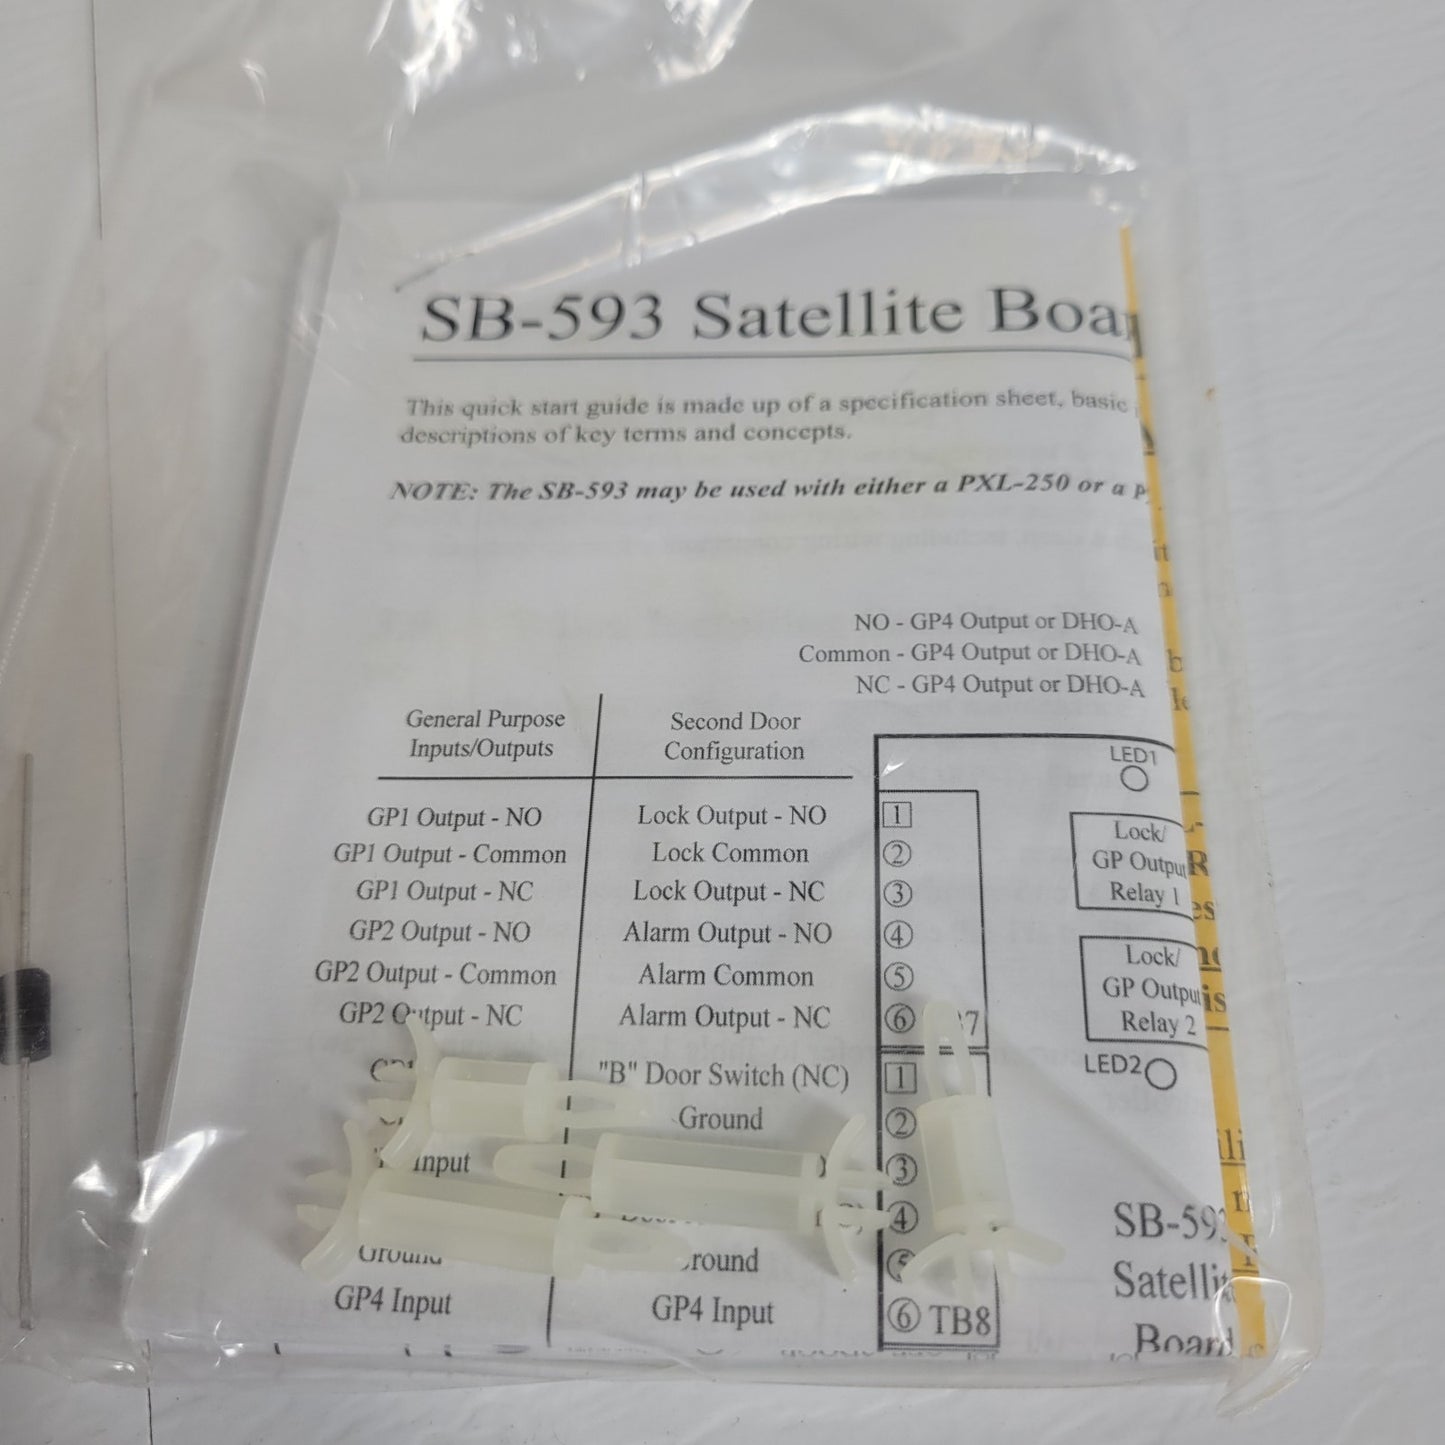 SB-593 Satellite Boar
This quick start guide is made up of a specification sheet, basic
descriptions of key terms and concepts.
NOTE: The SB-593 may be used with either a PXL-250 or a P
NO - GP4 Output or DHO-A
Common - GP4 Output or DHO-A
NC - GP4 Output or DHO-A
General Purpose
Inputs/Outputs
Second Door
Configuration
GP1 Output - NO
Lock Output - NO
1
GP1 Output - Common
Lock Common
2
GP1 Output - NC
Lock Output - NC
3
GP2 Output - NO
Alarm Output - NO
4
GP2 Output - Common
Alarm Common
5
GP2 Output - NC
Alarm Output - NC
6
7
"B" Door Switch (NC)
1
Ground
2
Input
3
4
Ground
round
5
GP4 Input
GP4 Input
6 TB8
LED1
Lock/
GP Output
Relay 1
Lock/
GP Output
Relay 2
LED2
SB-593
Satellit
Board